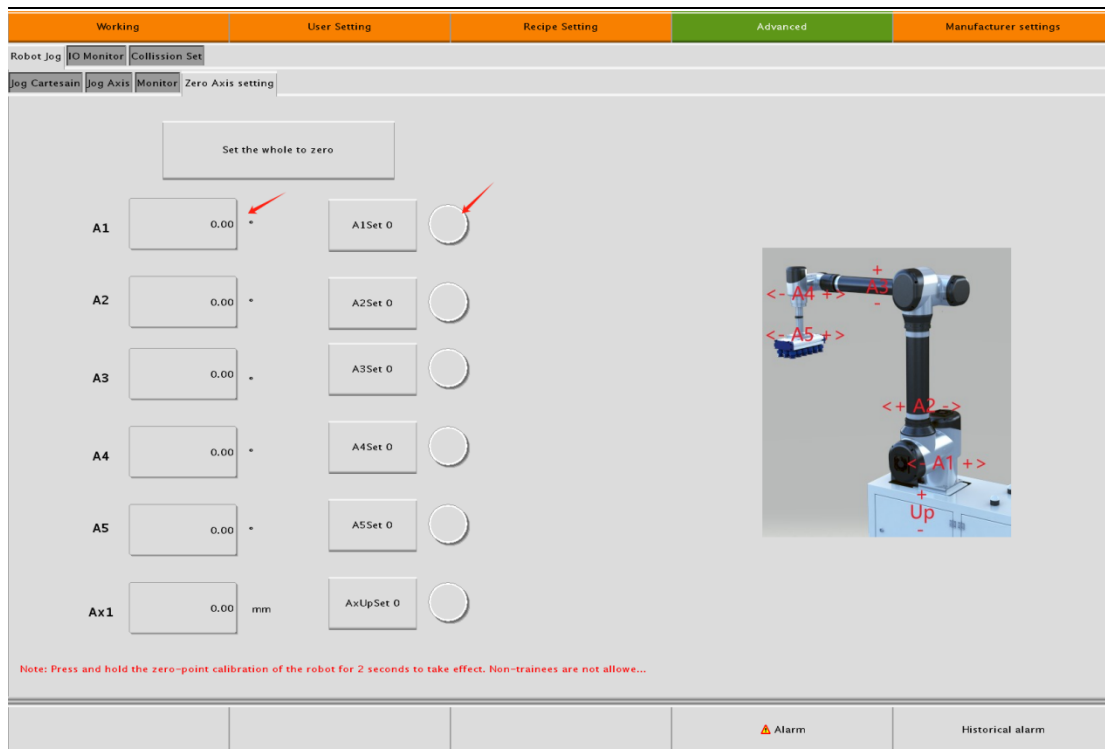 Working User Setting Recipe Setting Advanced Manufacturer settings
Robot Jog IO Monitor Collission Set
Jog Cartesain Jog Axis Monitor Zero Axis setting
Set the whole to zero
A1 0.00 ° A1Set 0
A2 0.00 ° A2Set 0
A3 0.00 ° A3Set 0
A4 0.00 ° A4Set 0
A5 0.00 ° A5Set 0
Ax1 0.00 mm AxUpSet 0
+
<- A4 +> A3
-
<- A5 +>
<+ A2 ->
<- A1 +>
+
Up
-
Note: Press and hold the zero-point calibration of the robot for 2 seconds to take effect. Non-trainees are not allowe...
Alarm Historical alarm